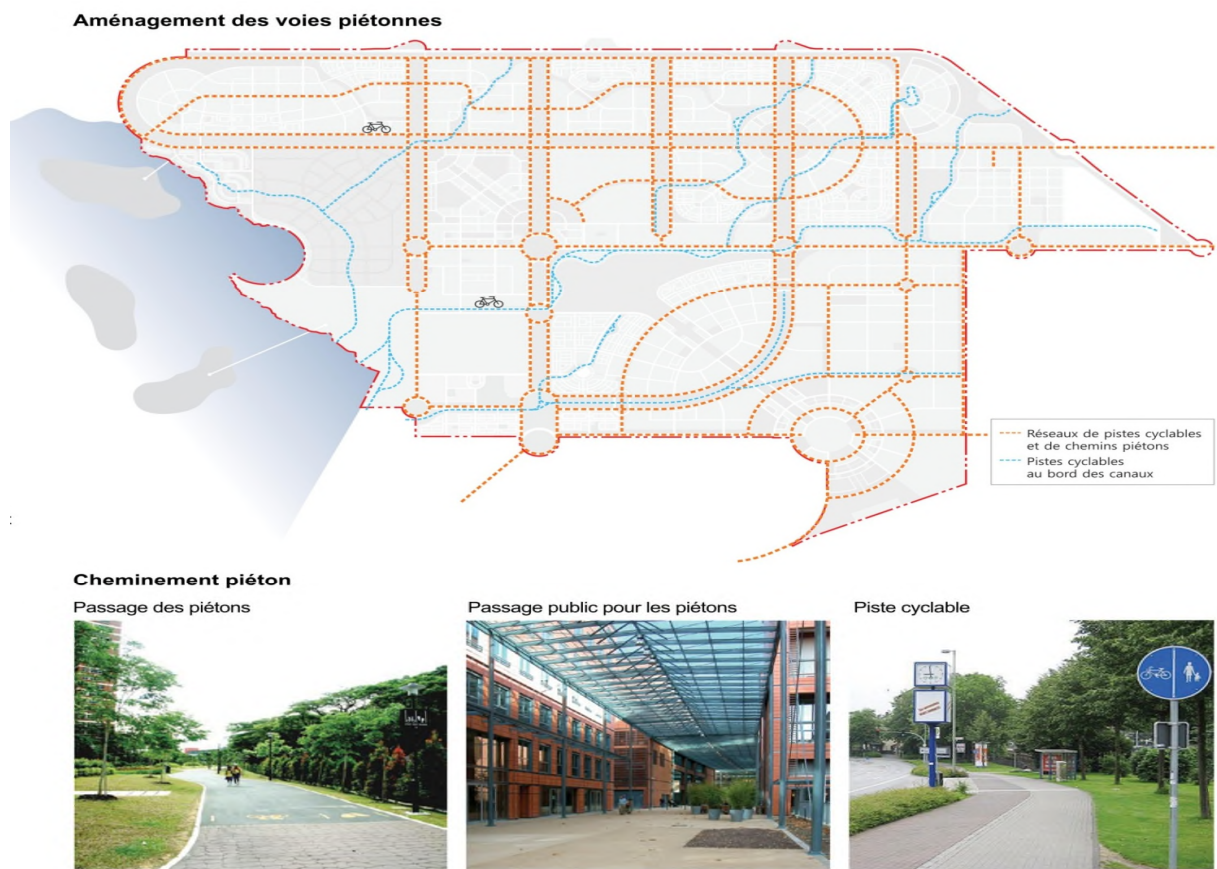 Aménagement des voies piétonnes
Réseaux de pistes cyclables
et de chemins piétons
Pistes cyclables
au bord des canaux
:
Cheminement piéton
Passage des piétons
Passage public pour les piétons
Piste cyclable